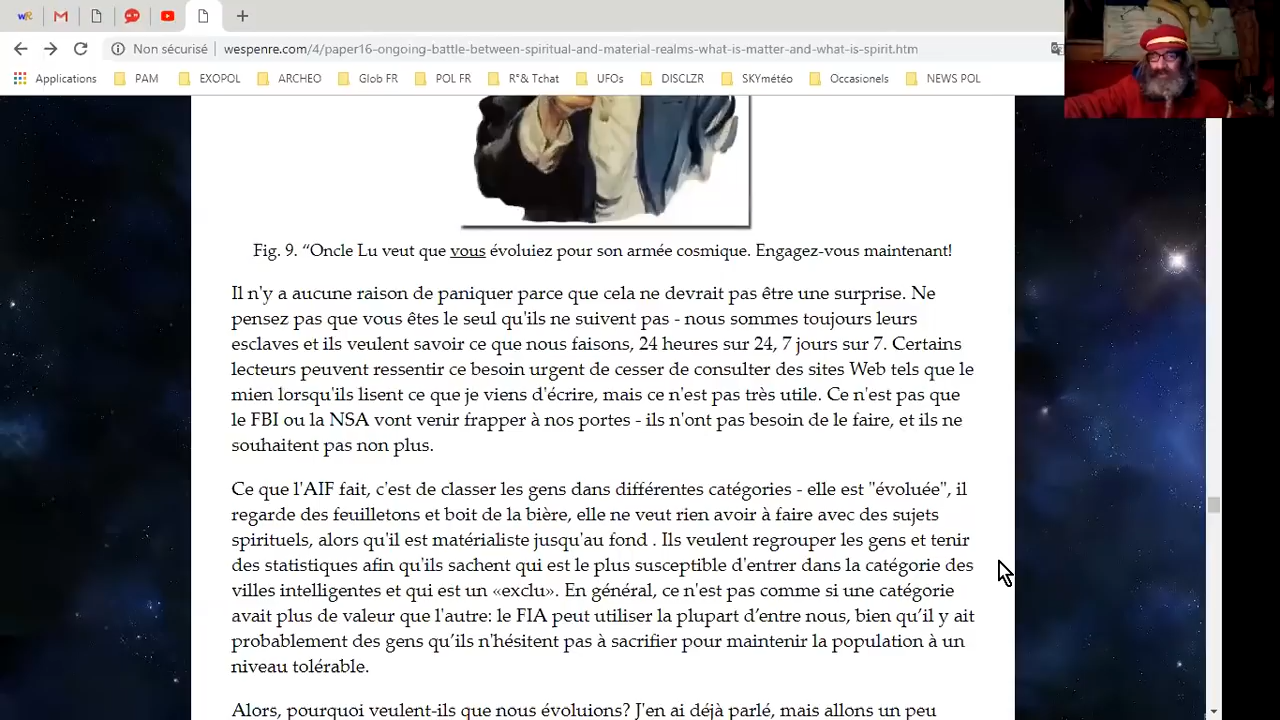 Non sécurisé
wespenre.com/4/paper16-ongoing-battle-between-spiritual-and-material-realms-what-is-matter-and-what-is-spirit.htm
Applications PAM EXOPOL ARCHEO Glob FR POL FR R°& Tchat UFOs DISCLZR SKYmétéo Occasionels NEWS POL
Fig. 9. “Oncle Lu veut que vous évoluiez pour son armée cosmique. Engagez-vous maintenant!
Il n'y a aucune raison de paniquer parce que cela ne devrait pas être une surprise. Ne
pensez pas que vous êtes le seul qu'ils ne suivent pas - nous sommes toujours leurs
esclaves et ils veulent savoir ce que nous faisons, 24 heures sur 24, 7 jours sur 7. Certains
lecteurs peuvent ressentir ce besoin urgent de cesser de consulter des sites Web tels que le
mien lorsqu'ils lisent ce que je viens d'écrire, mais ce n'est pas très utile. Ce n'est pas que
le FBI ou la NSA vont venir frapper à nos portes - ils n'ont pas besoin de le faire, et ils ne
souhaitent pas non plus.
Ce que l'AIF fait, c'est de classer les gens dans différentes catégories - elle est "évoluée", il
regarde des feuilletons et boit de la bière, elle ne veut rien avoir à faire avec des sujets
spirituels, alors qu'il est matérialiste jusqu'au fond . Ils veulent regrouper les gens et tenir
des statistiques afin qu'ils sachent qui est le plus susceptible d'entrer dans la catégorie des
villes intelligentes et qui est un «exclu». En général, ce n'est pas comme si une catégorie
avait plus de valeur que l'autre: le FIA peut utiliser la plupart d’entre nous, bien qu’il y ait
probablement des gens qu’ils n'hésitent pas à sacrifier pour maintenir la population à un
niveau tolérable.
Alors, pourquoi veulent-ils que nous évoluions? J'en ai déjà parlé, mais allons un peu